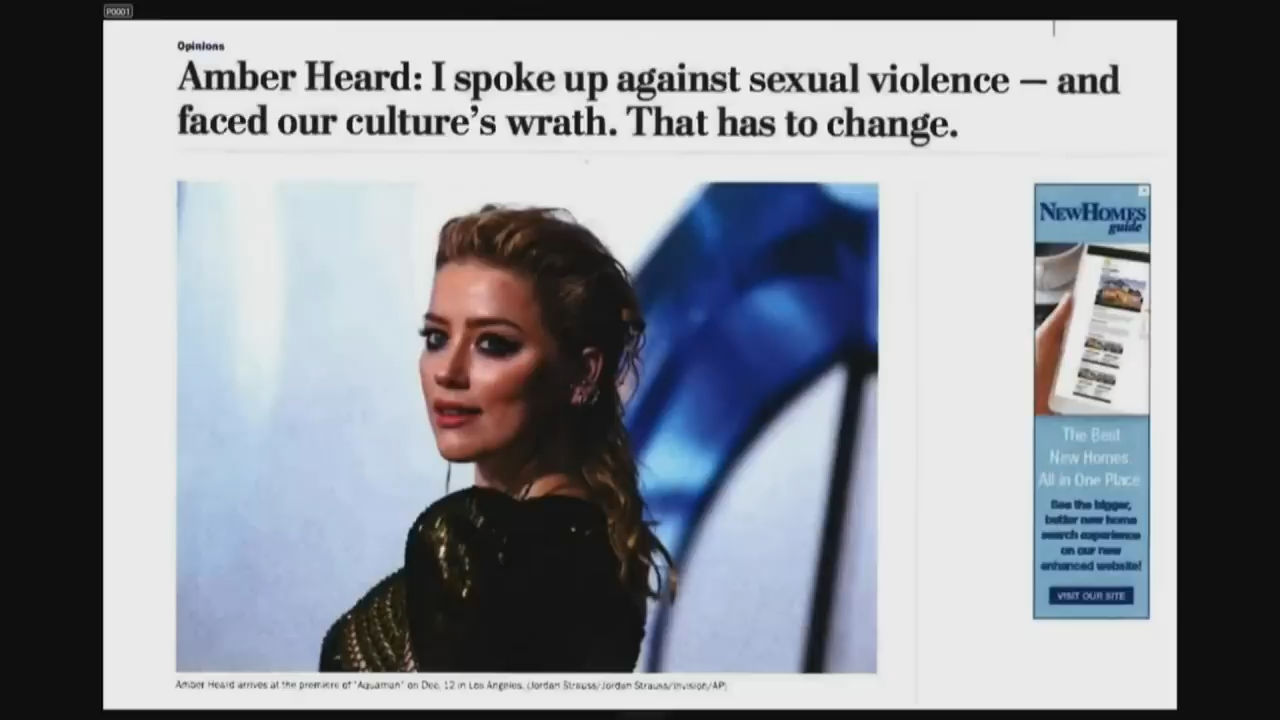 P0001
Opinions
Amber Heard: I spoke up against sexual violence — and
faced our culture's wrath. That has to change.
NEWHOMES
guide
The Best
New Homes
All in One Place
See the bigger,
better new home
search experience
on our new
enhanced website!
VISIT OUR SITE
Amber Heard arrives at the premiere of "Aquaman" on Dec. 12 in Los Angeles. (Jordan Strauss/Jordan Strauss/Invision/AP)